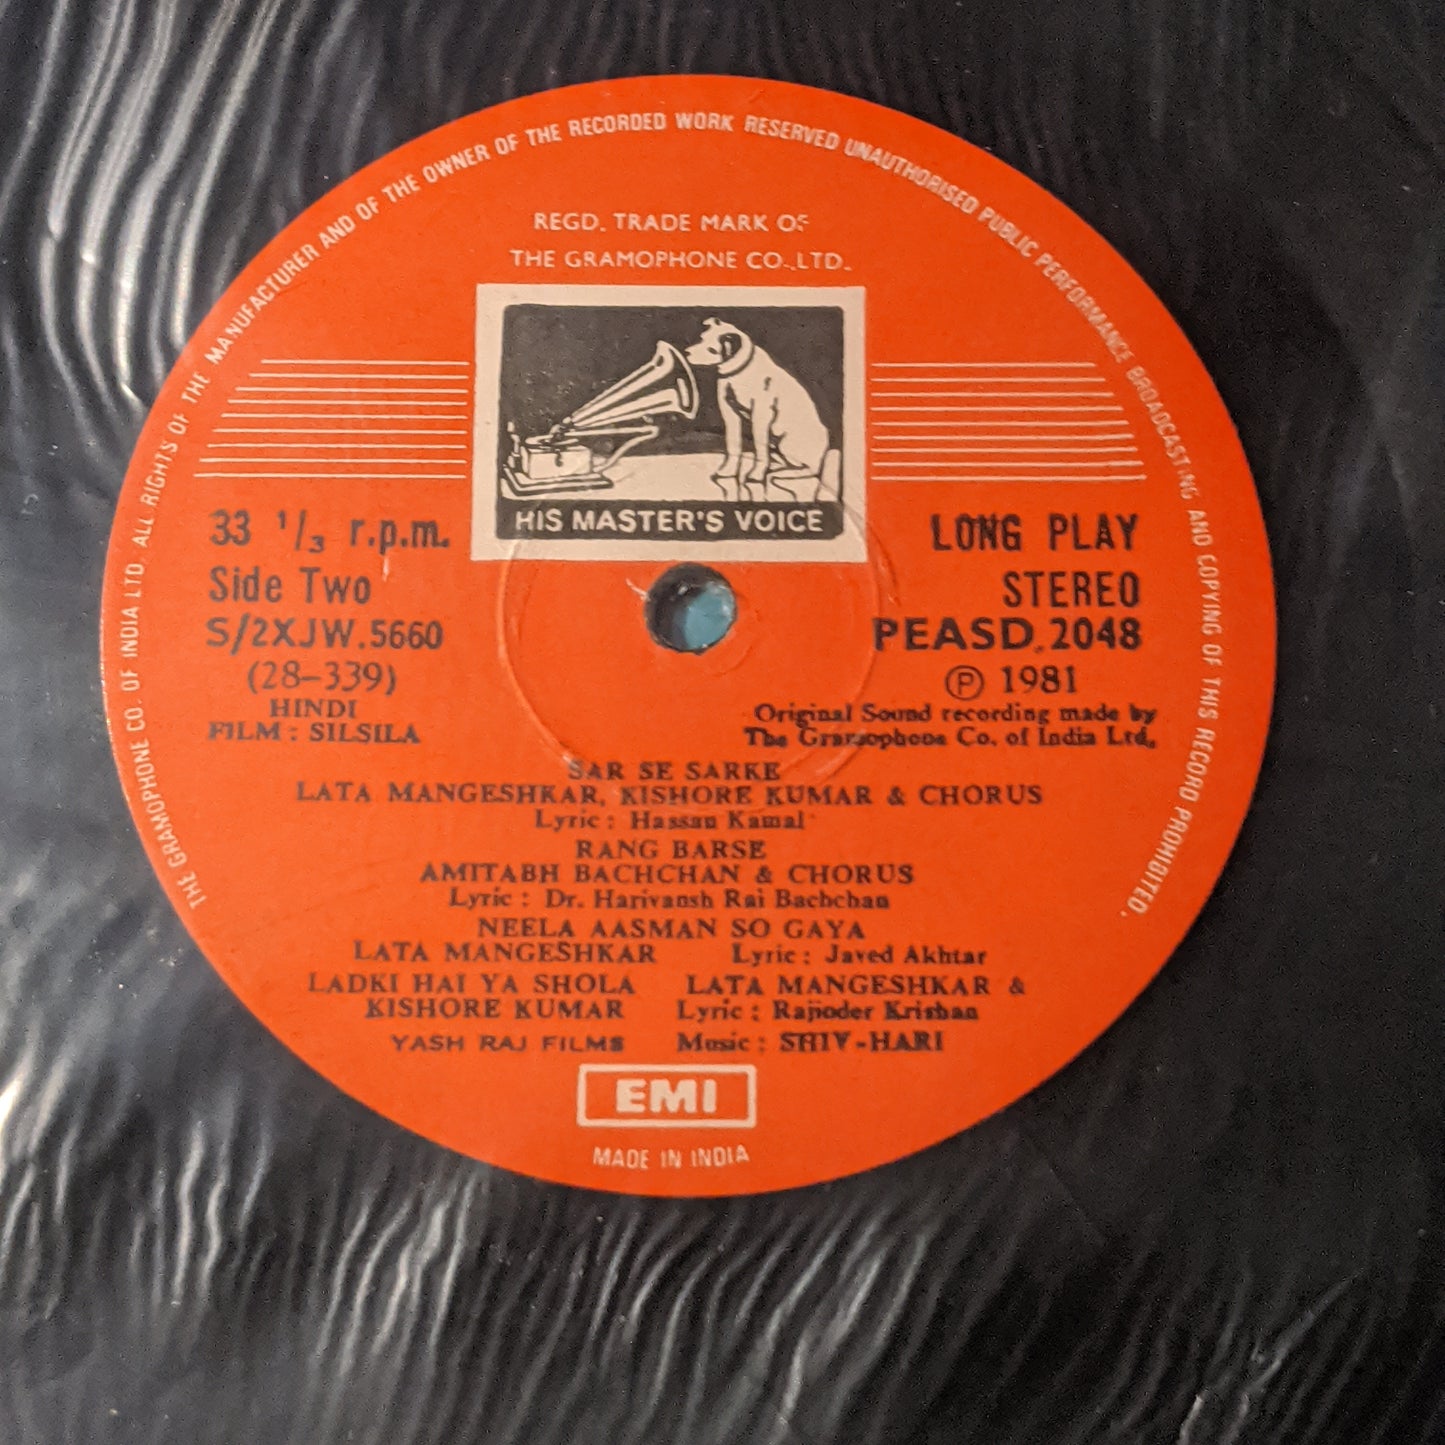 THE GRAMOPHONE CO. OF INDIA LTD. ALL RIGHTS OF THE MANUFACTURER AND OF THE OWNER OF THE RECORDED WORK RESERVED UNAUTHORISED PUBLIC PERFORMANCE BROADCASTING AND COPYING OF THIS RECORD PROHIBITED.
REGD. TRADE MARK OF
THE GRAMOPHONE CO. LTD.
HIS MASTER'S VOICE
33 1/3 r.p.m.
LONG PLAY
Side Two
STEREO
S/2XJW.5660
PEASD.2048
(28-339)
℗ 1981
HINDI
FILM : SILSILA
Original Sound recording made by
The Gramophone Co. of India Ltd.
SAR SE SARKE
LATA MANGESHKAR, KISHORE KUMAR & CHORUS
Lyric : Hassan Kamal
RANG BARSE
AMITABH BACHCHAN & CHORUS
Lyric : Dr. Harivansh Rai Bachchan
NEELA AASMAN SO GAYA
LATA MANGESHKAR Lyric : Javed Akhtar
LADKI HAI YA SHOLA LATA MANGESHKAR &
KISHORE KUMAR Lyric : Rajinder Krishan
YASH RAJ FILMS Music : SHIV-HARI
EMI
MADE IN INDIA